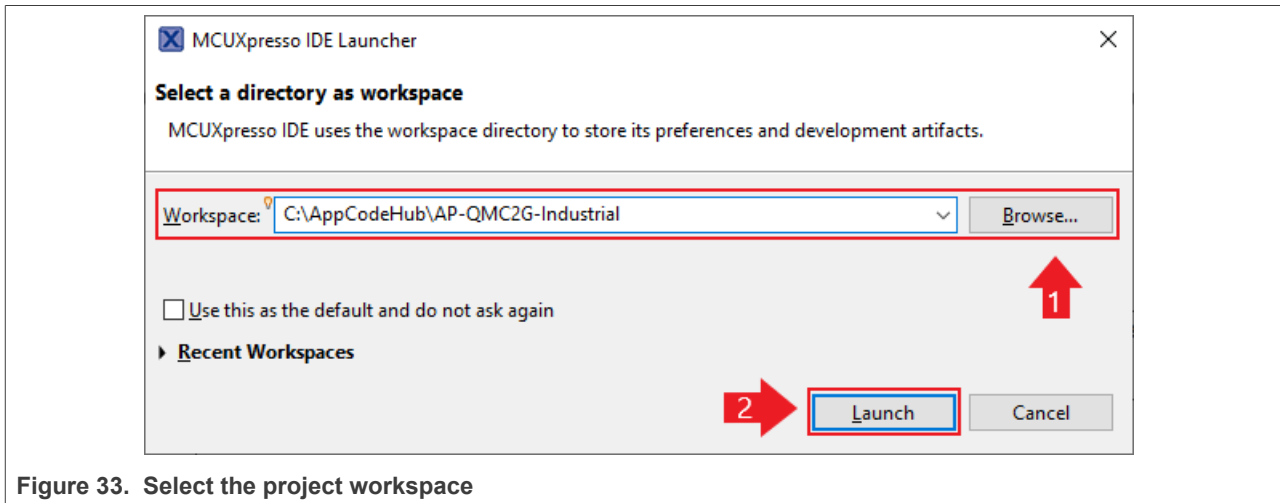 MCUXpresso IDE Launcher
Select a directory as workspace
MCUXpresso IDE uses the workspace directory to store its preferences and development artifacts.
Workspace: C:\AppCodeHub\AP-QMC2G-Industrial Browse...
1
Use this as the default and do not ask again
Recent Workspaces
2 Launch Cancel
Figure 33. Select the project workspace